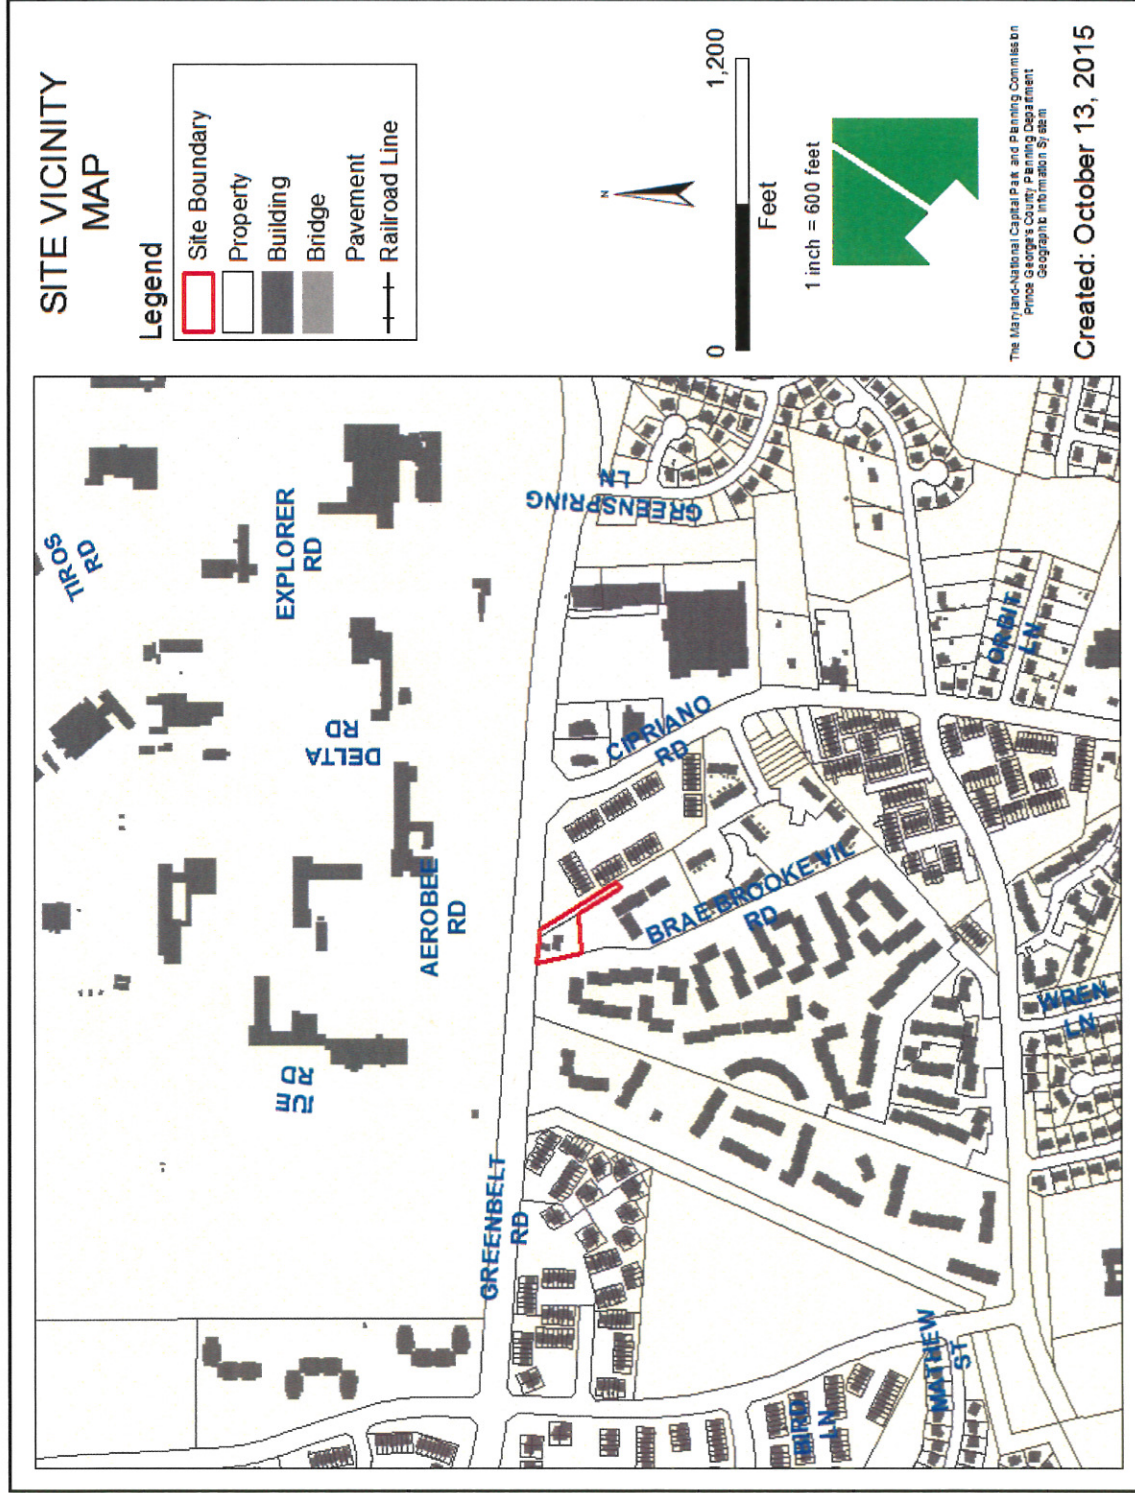 SITE VICINITY
MAP
Legend
Site Boundary
Property
Building
Bridge
Pavement
Railroad Line
N
0
1,200
Feet
1 inch = 600 feet
The Maryland-National Capital Park and Planning Commission
Prince George's County Planning Department
Geographic Information System
Created: October 13, 2015
TIROS
RD
EXPLORER
RD
DELTA
RD
AEROBEE
RD
RD
GREENBELT
RD
GREENSPRING
LN
CIPRIANO
RD
BRAE BROOKE VIL
RD
ORBIT
LN
WREN
LN
MATHEW
ST
BIRD
LN